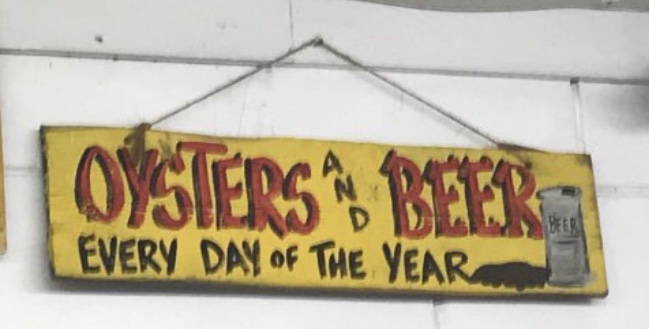 OYSTERS AND BEER
EVERY DAY OF THE YEAR
BEER